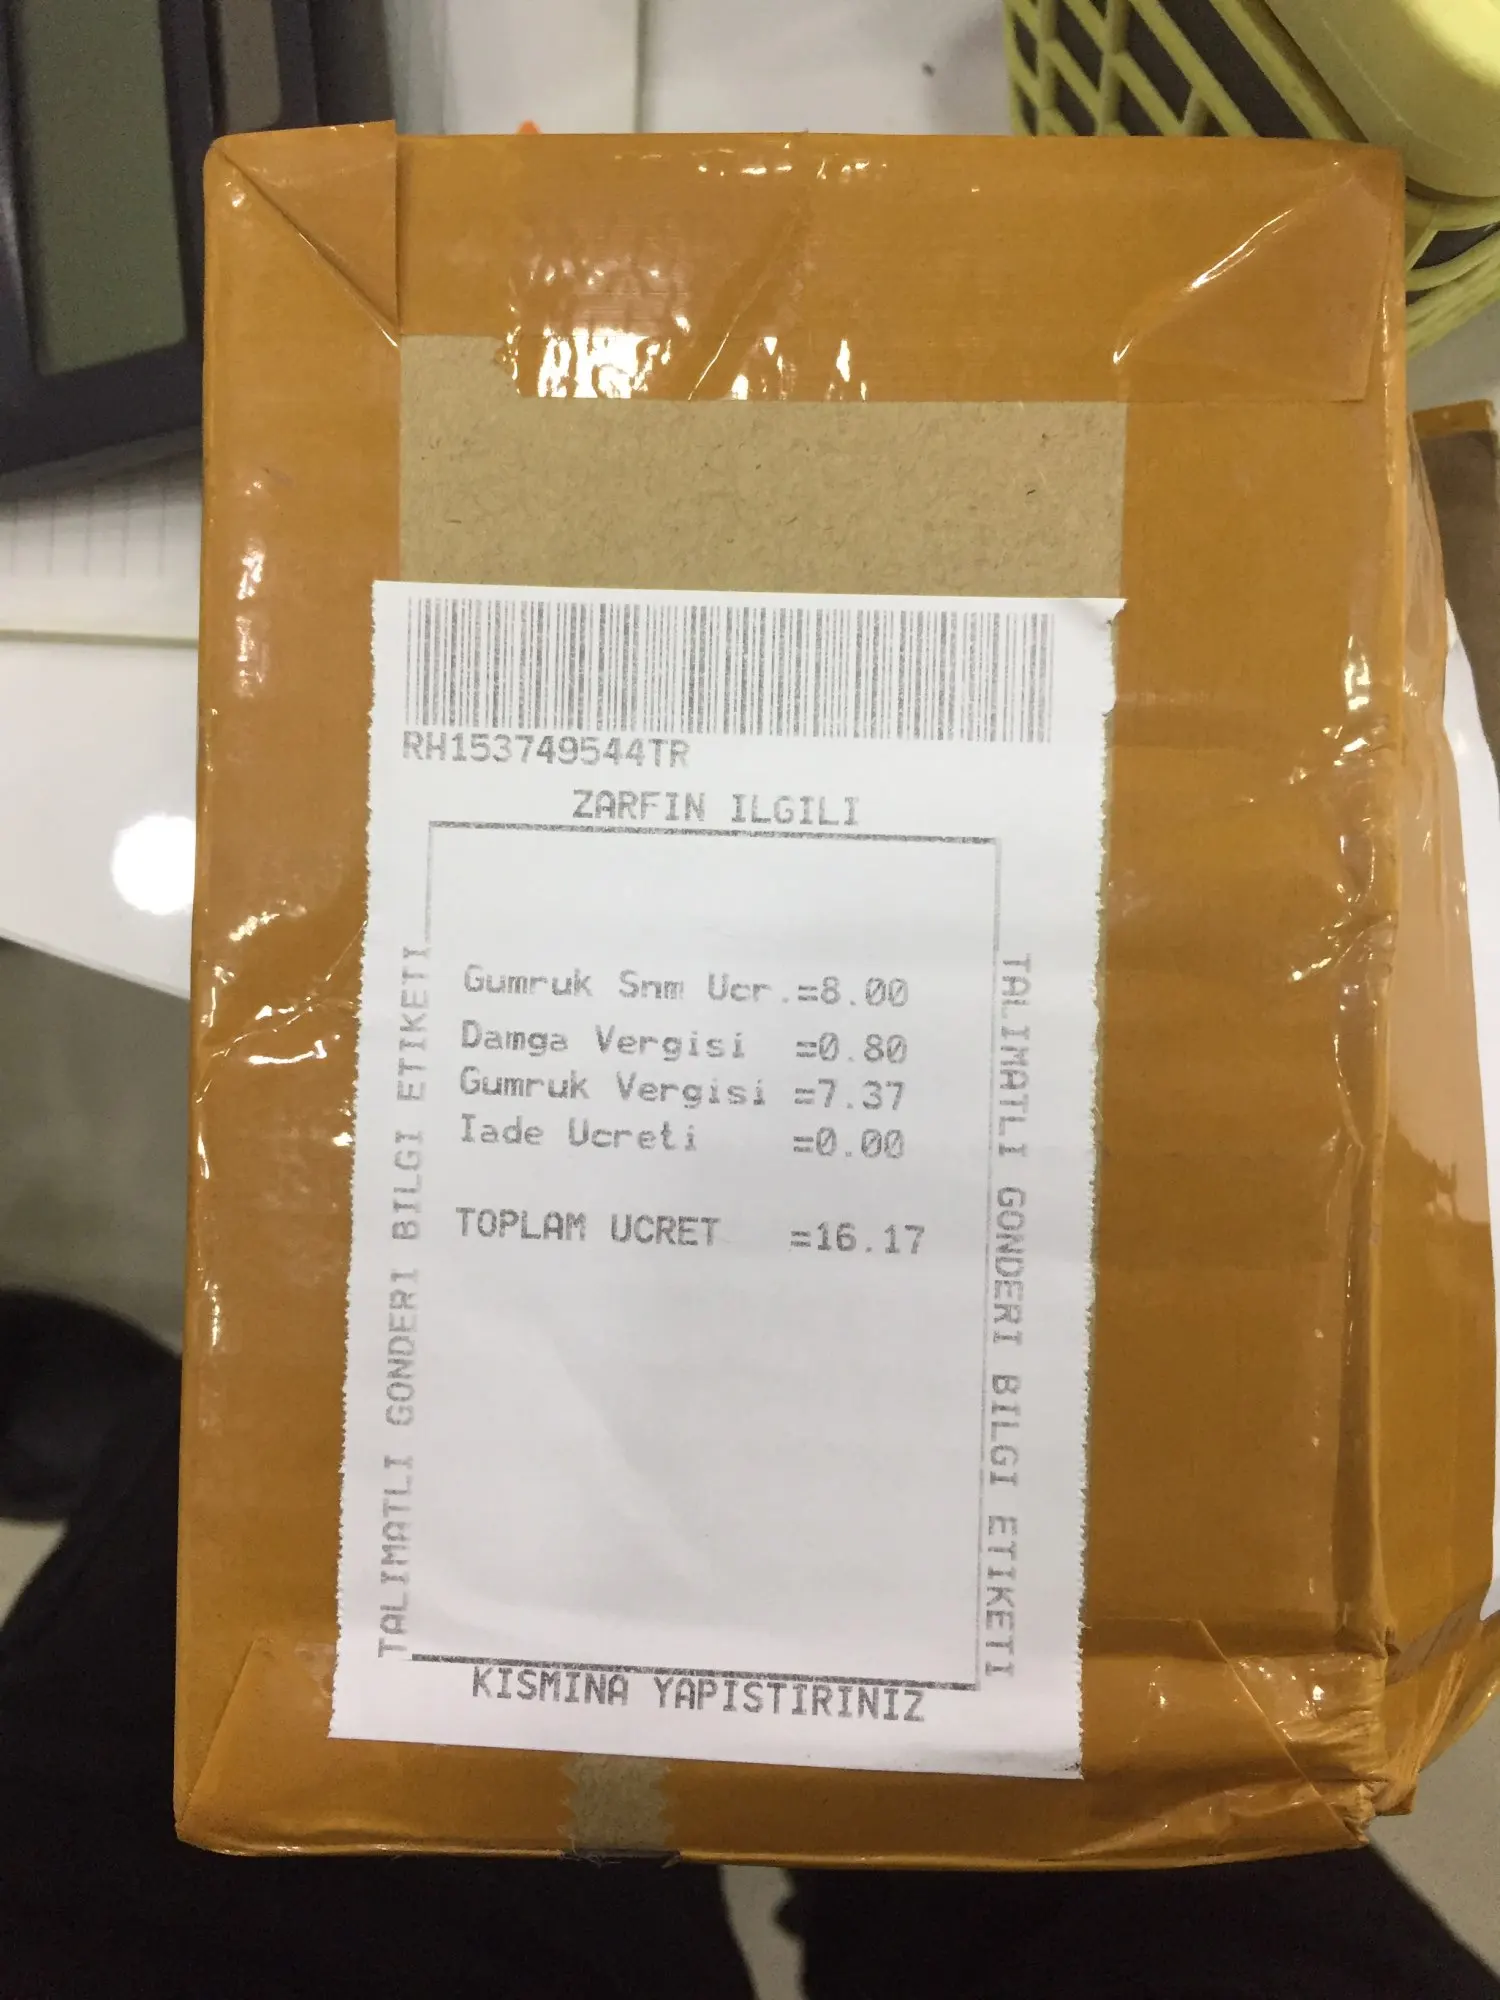 RH153749544TR
ZARFIN ILGILI
TALIMATLI GONDERI BILGI ETIKETI
Gumruk Snm Ucr.=8.00
Damga Vergisi =0.80
Gumruk Vergisi =7.37
Iade Ucreti =0.00
TOPLAM UCRET =16.17
TALIMATLI GONDERI BILGI ETIKETI
KISMINA YAPISTIRINIZ